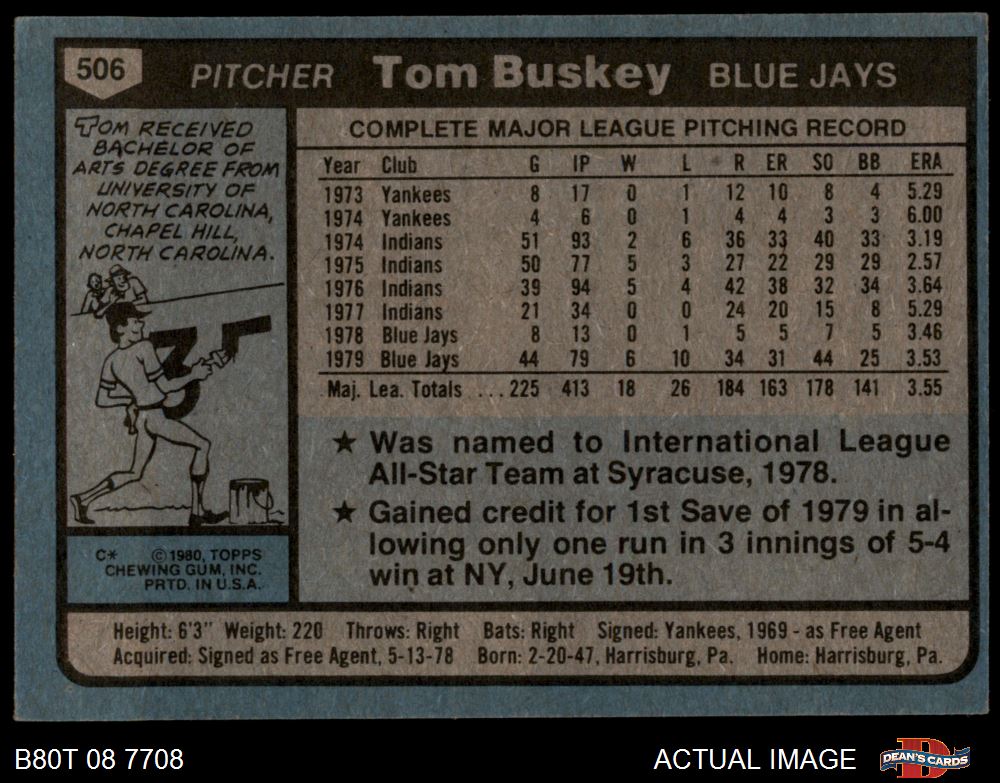 506 PITCHER Tom Buskey BLUE JAYS
TOM RECEIVED
BACHELOR OF
ARTS DEGREE FROM
UNIVERSITY OF
NORTH CAROLINA,
CHAPEL HILL,
NORTH CAROLINA.
37
C* ©1980, TOPPS
CHEWING GUM, INC.
PRTD. IN U.S.A.
COMPLETE MAJOR LEAGUE PITCHING RECORD
Year Club G IP W L R ER SO BB ERA
1973 Yankees 8 17 0 1 12 10 8 4 5.29
1974 Yankees 4 6 0 1 4 4 3 3 6.00
1974 Indians 51 93 2 6 36 33 40 33 3.19
1975 Indians 50 77 5 3 27 22 29 29 2.57
1976 Indians 39 94 5 4 42 38 32 34 3.64
1977 Indians 21 34 0 0 24 20 15 8 5.29
1978 Blue Jays 8 13 0 1 5 5 7 5 3.46
1979 Blue Jays 44 79 6 10 34 31 44 25 3.53
Maj. Lea. Totals ... 225 413 18 26 184 163 178 141 3.55
★ Was named to International League
All-Star Team at Syracuse, 1978.
★ Gained credit for 1st Save of 1979 in al-
lowing only one run in 3 innings of 5-4
win at NY, June 19th.
Height: 6'3" Weight: 220 Throws: Right Bats: Right Signed: Yankees, 1969 - as Free Agent
Acquired: Signed as Free Agent, 5-13-78 Born: 2-20-47, Harrisburg, Pa. Home: Harrisburg, Pa.
B80T 08 7708 ACTUAL IMAGE DEAN'S CARDS